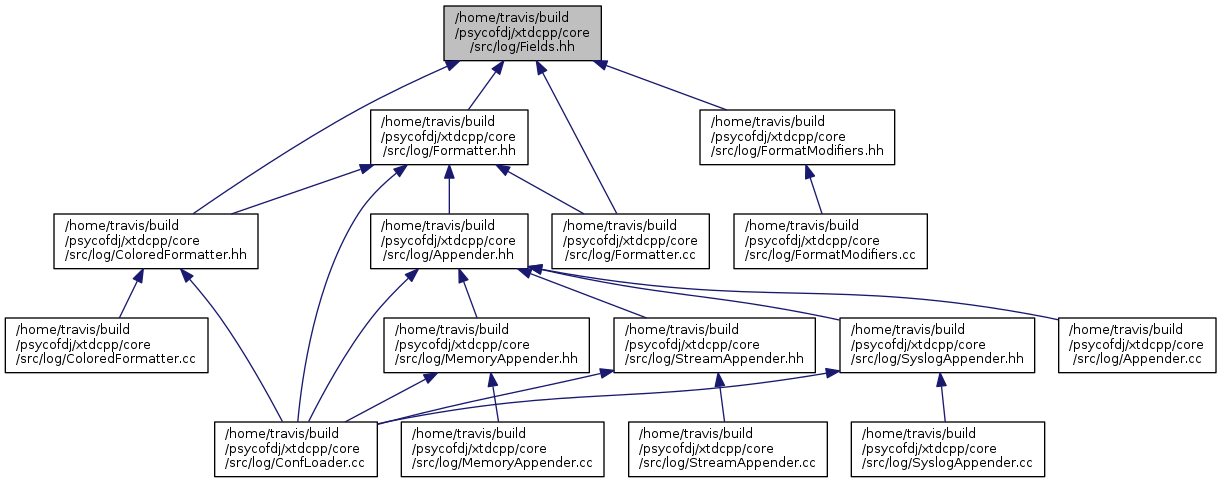 /home/travis/build
/psycofdj/xtdcpp/core
/src/log/Fields.hh
/home/travis/build
/psycofdj/xtdcpp/core
/src/log/Formatter.hh
/home/travis/build
/psycofdj/xtdcpp/core
/src/log/FormatModifiers.hh
/home/travis/build
/psycofdj/xtdcpp/core
/src/log/ColoredFormatter.hh
/home/travis/build
/psycofdj/xtdcpp/core
/src/log/Appender.hh
/home/travis/build
/psycofdj/xtdcpp/core
/src/log/Formatter.cc
/home/travis/build
/psycofdj/xtdcpp/core
/src/log/FormatModifiers.cc
/home/travis/build
/psycofdj/xtdcpp/core
/src/log/ColoredFormatter.cc
/home/travis/build
/psycofdj/xtdcpp/core
/src/log/MemoryAppender.hh
/home/travis/build
/psycofdj/xtdcpp/core
/src/log/StreamAppender.hh
/home/travis/build
/psycofdj/xtdcpp/core
/src/log/SyslogAppender.hh
/home/travis/build
/psycofdj/xtdcpp/core
/src/log/Appender.cc
/home/travis/build
/psycofdj/xtdcpp/core
/src/log/ConfLoader.cc
/home/travis/build
/psycofdj/xtdcpp/core
/src/log/MemoryAppender.cc
/home/travis/build
/psycofdj/xtdcpp/core
/src/log/StreamAppender.cc
/home/travis/build
/psycofdj/xtdcpp/core
/src/log/SyslogAppender.cc